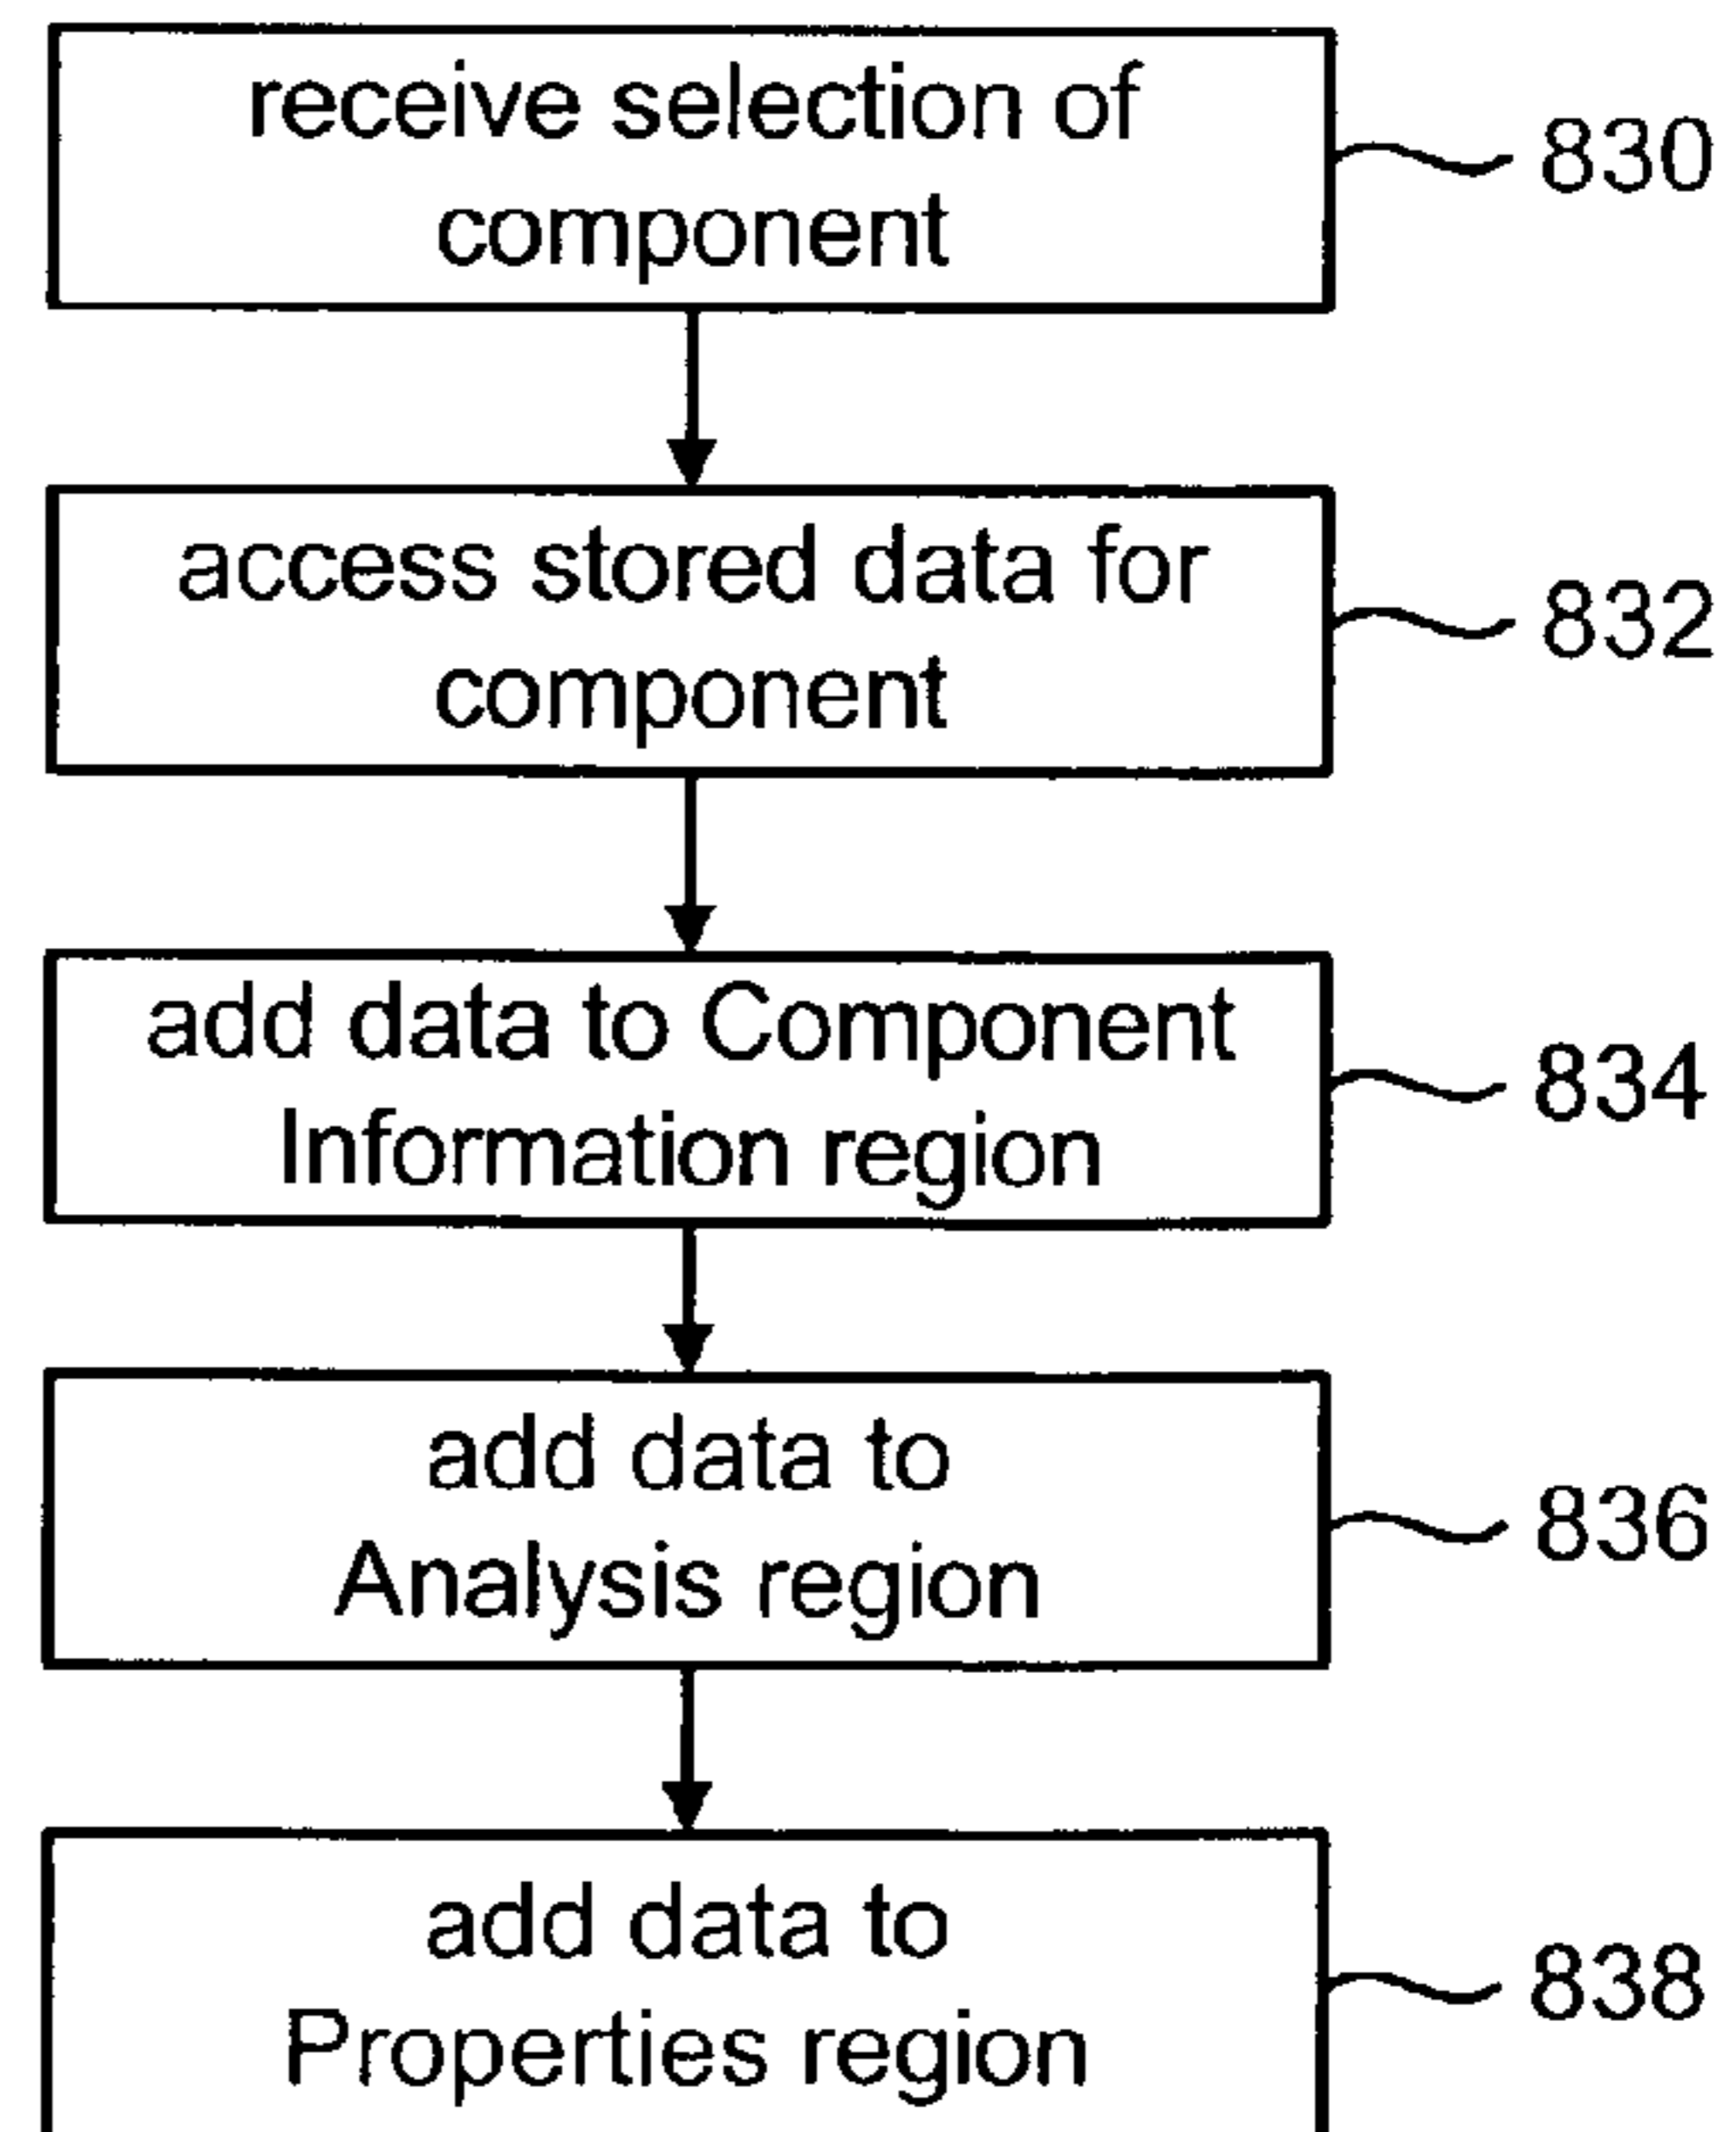 receive selection of
component
830
access stored data for
component
832
add data to Component
Information region
834
add data to
Analysis region
836
add data to
Properties region
838